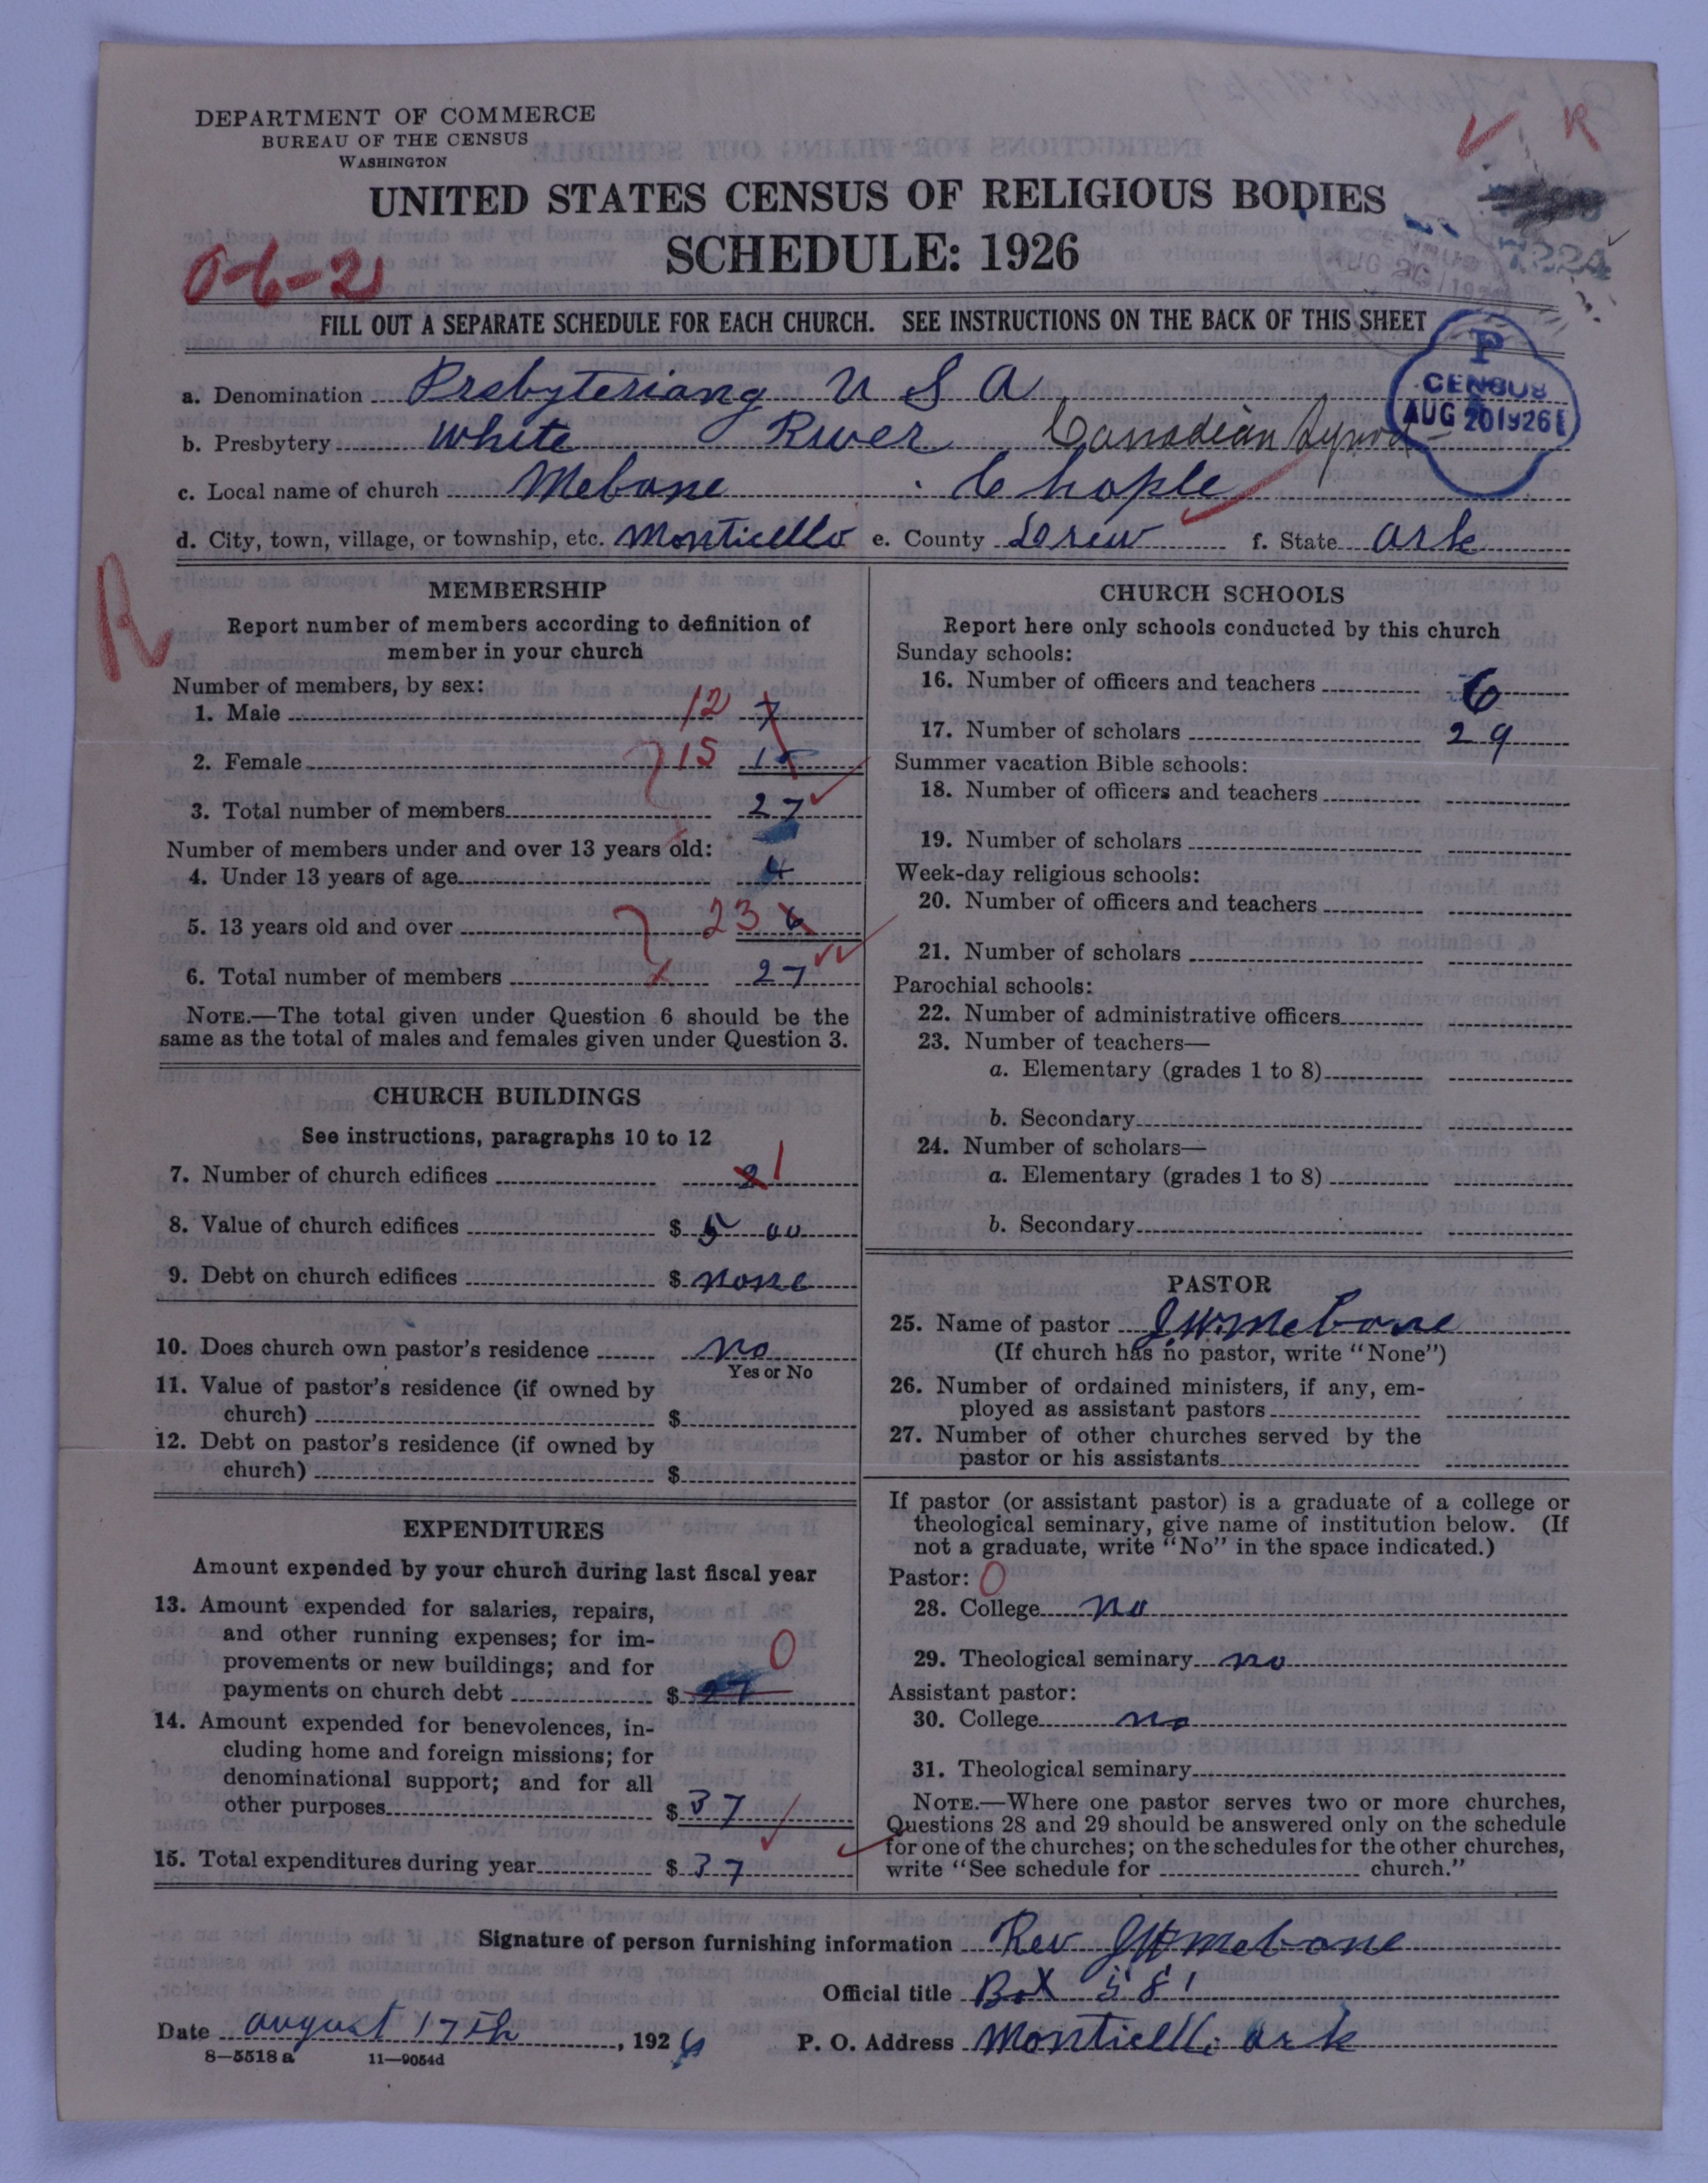 DEPARTMENT OF COMMERCE
BUREAU OF THE CENSUS
WASHINGTON
UNITED STATES CENSUS OF RELIGIOUS BODIES
SCHEDULE: 1926
R
0-6-2
7224
FILL OUT A SEPARATE SCHEDULE FOR EACH CHURCH. SEE INSTRUCTIONS ON THE BACK OF THIS SHEET
P
CENSUS
AUG 20 1926
a. Denomination Presbyteriang U S A
b. Presbytery White River Canadian Synod
c. Local name of church Mebane Chaple
d. City, town, village, or township, etc. Monticello e. County Drew f. State Ark
R
MEMBERSHIP
Report number of members according to definition of
member in your church
Number of members, by sex:
1. Male 12 7
2. Female 15 15
3. Total number of members 27
Number of members under and over 13 years old:
4. Under 13 years of age 4
5. 13 years old and over 23 6
6. Total number of members 27
NOTE.—The total given under Question 6 should be the
same as the total of males and females given under Question 3.
CHURCH BUILDINGS
See instructions, paragraphs 10 to 12
7. Number of church edifices 2 1
8. Value of church edifices $ 5 00
9. Debt on church edifices $ none
10. Does church own pastor's residence no
Yes or No
11. Value of pastor's residence (if owned by
church) $
12. Debt on pastor's residence (if owned by
church) $
EXPENDITURES
Amount expended by your church during last fiscal year
13. Amount expended for salaries, repairs,
and other running expenses; for im-
provements or new buildings; and for 0
payments on church debt $
14. Amount expended for benevolences, in-
cluding home and foreign missions; for
denominational support; and for all
other purposes $ 37
15. Total expenditures during year $ 37
CHURCH SCHOOLS
Report here only schools conducted by this church
Sunday schools:
16. Number of officers and teachers 6
17. Number of scholars 29
Summer vacation Bible schools:
18. Number of officers and teachers
19. Number of scholars
Week-day religious schools:
20. Number of officers and teachers
21. Number of scholars
Parochial schools:
22. Number of administrative officers
23. Number of teachers—
a. Elementary (grades 1 to 8)
b. Secondary
24. Number of scholars—
a. Elementary (grades 1 to 8)
b. Secondary
PASTOR
25. Name of pastor J.W. Mebane
(If church has no pastor, write "None")
26. Number of ordained ministers, if any, em-
ployed as assistant pastors
27. Number of other churches served by the
pastor or his assistants
If pastor (or assistant pastor) is a graduate of a college or
theological seminary, give name of institution below. (If
not a graduate, write "No" in the space indicated.)
Pastor: 0
28. College no
29. Theological seminary no
Assistant pastor:
30. College no
31. Theological seminary
NOTE.—Where one pastor serves two or more churches,
Questions 28 and 29 should be answered only on the schedule
for one of the churches; on the schedules for the other churches,
write "See schedule for church."
Signature of person furnishing information Rev J W Mebane
Official title Box 581
Date August 17th, 1926 P. O. Address Monticello Ark
8—5518 a 11—9054d